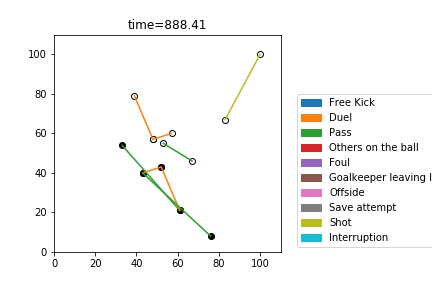 time=888.41
100
80
60
40
20
0
0 20 40 60 80 100
Free Kick
Duel
Pass
Others on the ball
Foul
Goalkeeper leaving l
Offside
Save attempt
Shot
Interruption